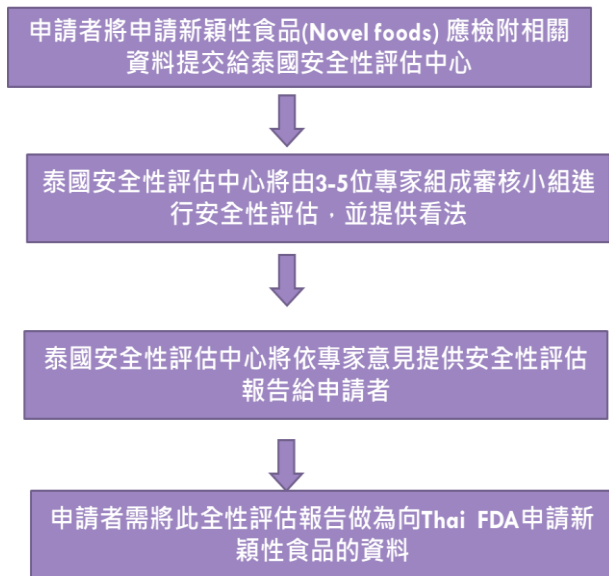 申請者將申請新穎性食品(Novel foods) 應檢附相關
資料提交給泰國安全性評估中心
泰國安全性評估中心將由3-5位專家組成審核小組進
行安全性評估，並提供看法
泰國安全性評估中心將依專家意見提供安全性評估
報告給申請者
申請者需將此全性評估報告做為向Thai FDA申請新
穎性食品的資料